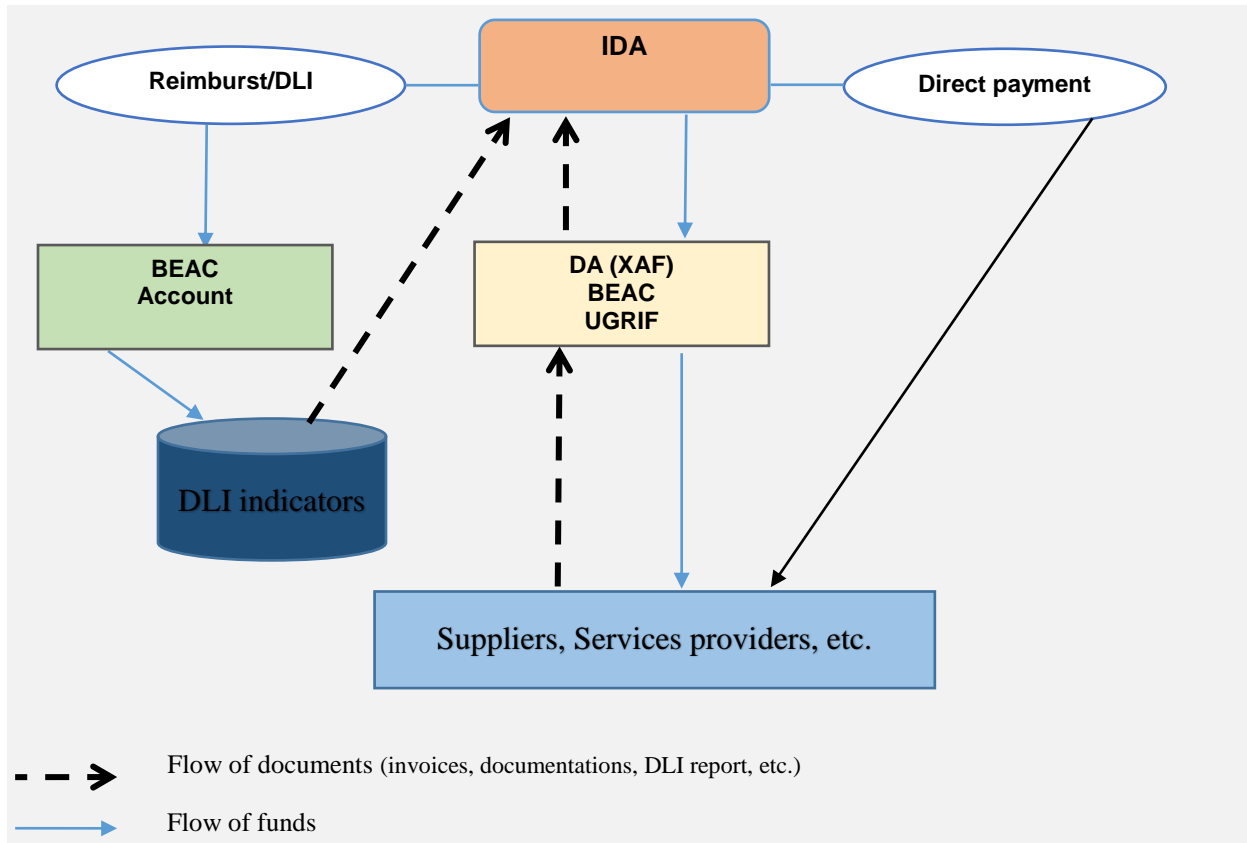 IDA
Reimburst/DLI
Direct payment
BEAC
Account
DA (XAF)
BEAC
UGRIF
DLI indicators
Suppliers, Services providers, etc.
Flow of documents (invoices, documentations, DLI report, etc.)
Flow of funds